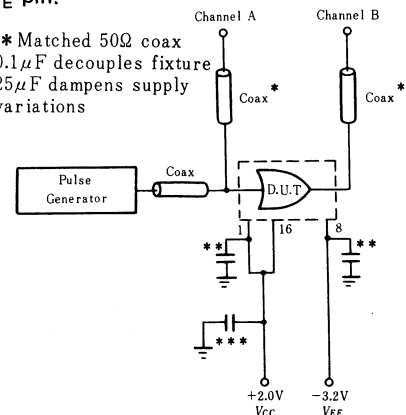 E pin.
* Matched 50Ω coax
0.1μF decouples fixture
25μF dampens supply
variations
Channel A
Channel B
Coax *
Coax *
Coax
Pulse
Generator
D.U.T
1
16
8
**
**
***
+2.0V
VCC
−3.2V
VEE